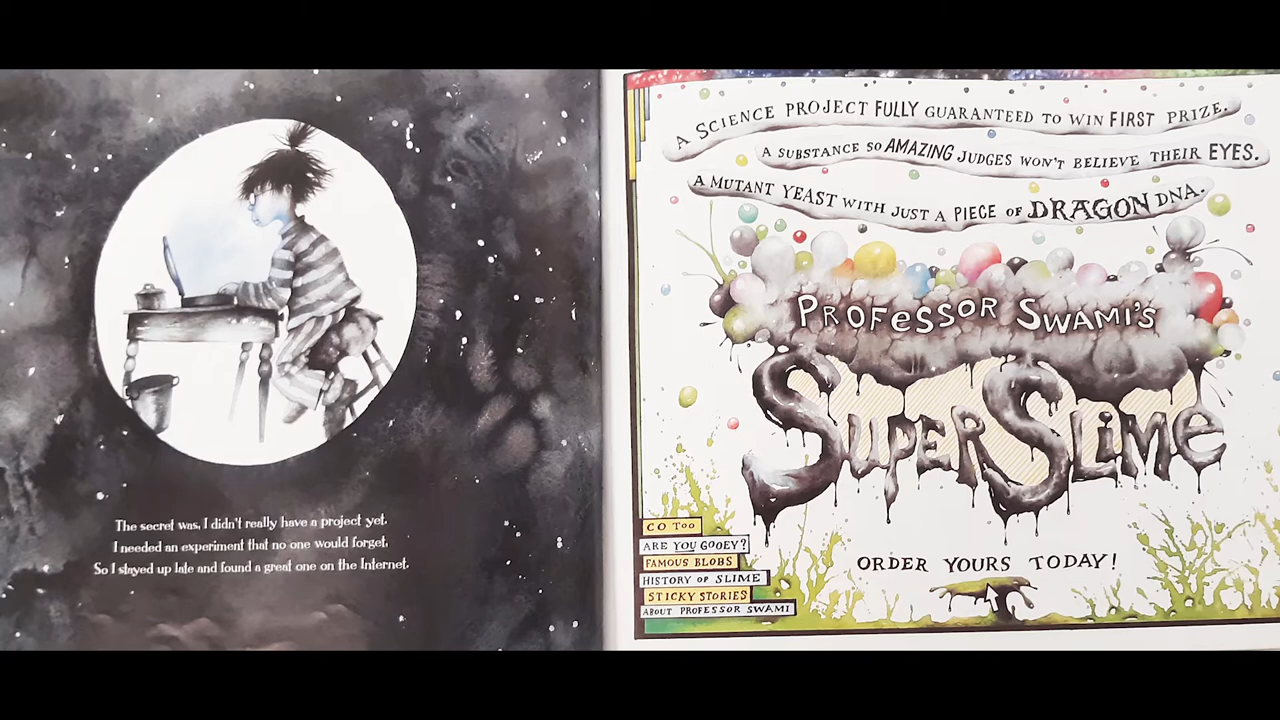 The secret was, I didn't really have a project yet.
I needed an experiment that no one would forget.
So I stayed up late and found a great one on the Internet.
A SCIENCE PROJECT FULLY GUARANTEED TO WIN FIRST PRIZE.
A SUBSTANCE SO AMAZING JUDGES WON'T BELIEVE THEIR EYES.
A MUTANT YEAST WITH JUST A PIECE OF DRAGON DNA.
PROFESSOR SWAMI'S
SUPER SLIME
CO TOO
ARE YOU GOOEY?
FAMOUS BLOBS
HISTORY OF SLIME
STICKY STORIES
ABOUT PROFESSOR SWAMI
ORDER YOURS TODAY!